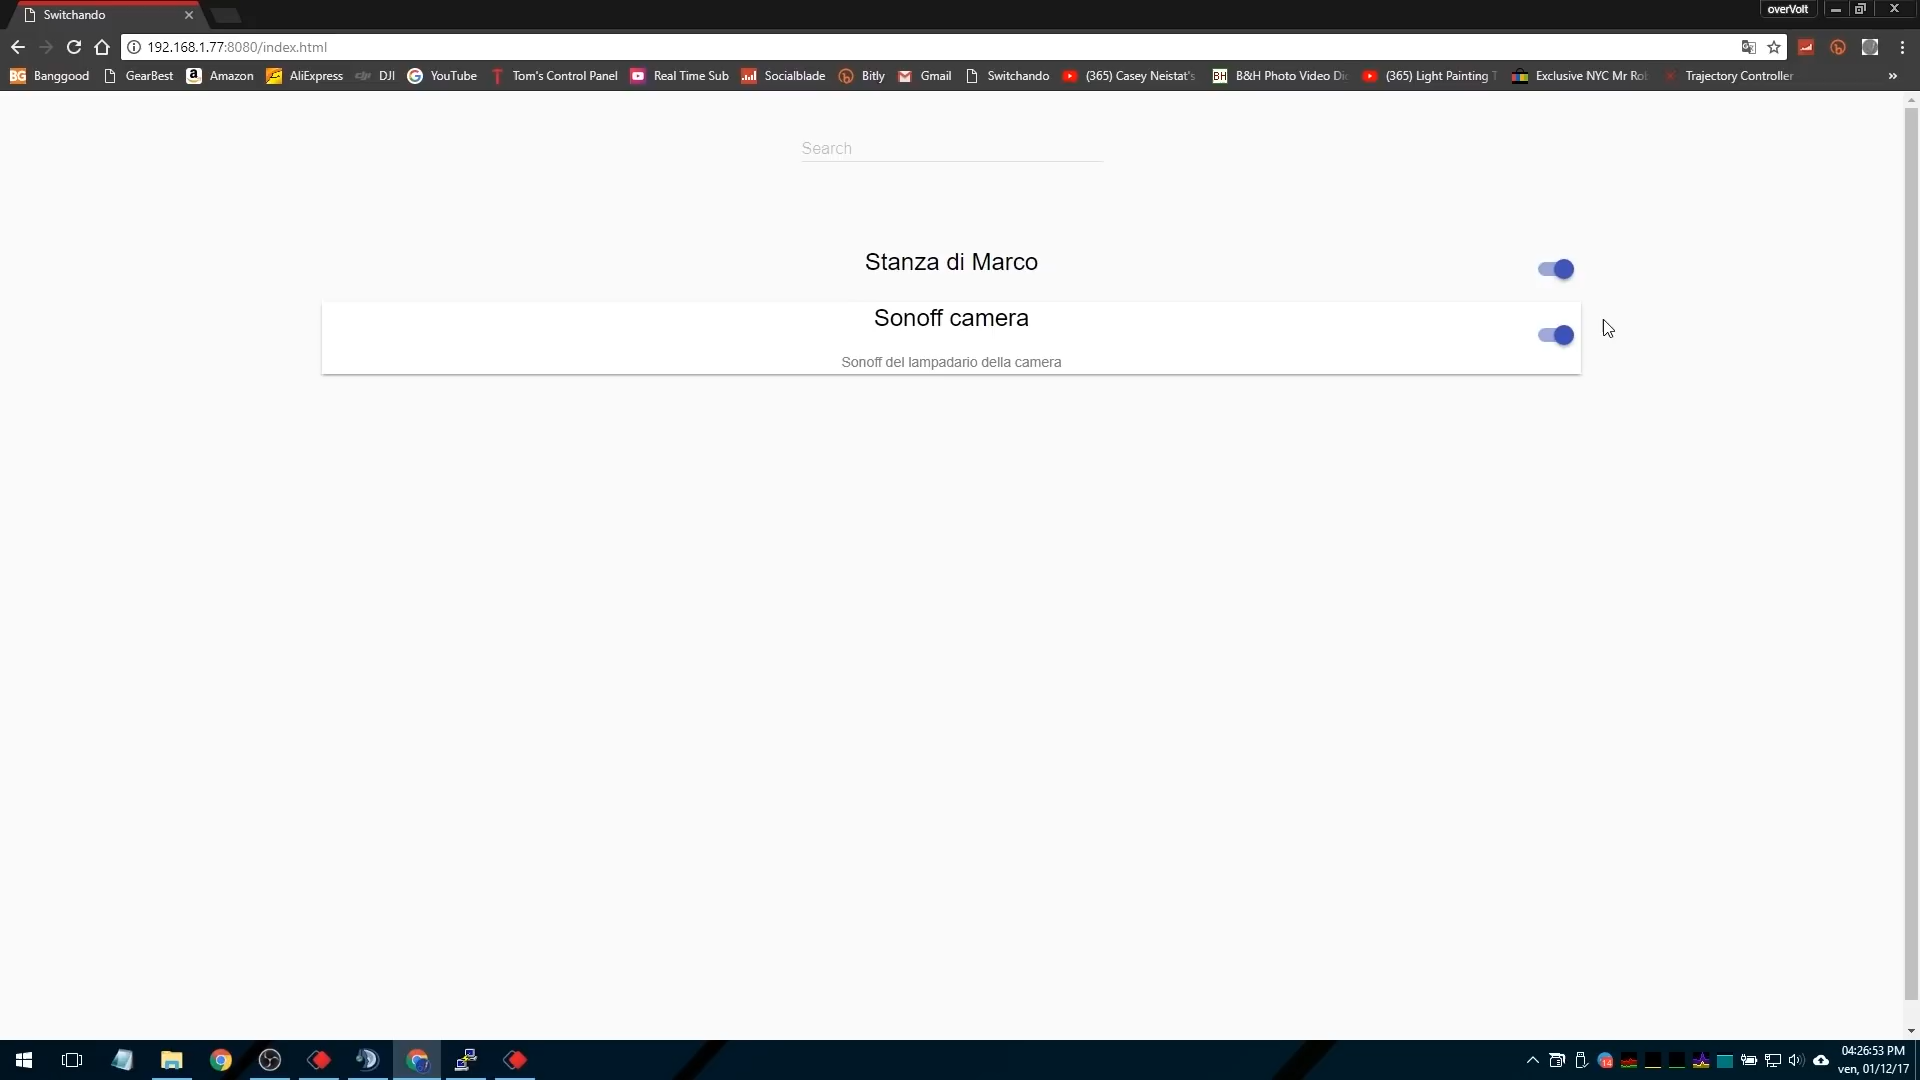 Switchando
overVolt
192.168.1.77:8080/index.html
Banggood GearBest Amazon AliExpress DJI YouTube Tom's Control Panel Real Time Sub Socialblade Bitly Gmail Switchando (365) Casey Neistat's B&H Photo Video Di Exclusive (365) Light Painting T Exclusive NYC Mr Ro Trajectory Controller
Search
Stanza di Marco
Sonoff camera
Sonoff del lampadario della camera
04:26:53 PM
ven, 01/12/17